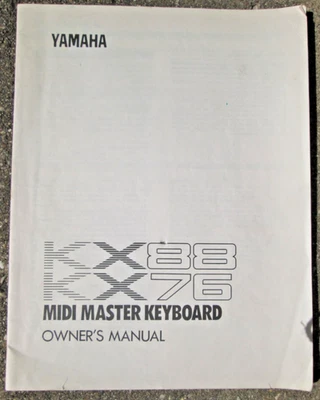 YAMAHA
KX88
KX76
MIDI MASTER KEYBOARD
OWNER'S MANUAL